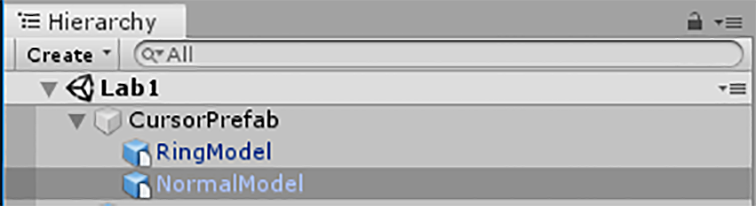 Hierarchy
Create All
Lab1
CursorPrefab
RingModel
NormalModel